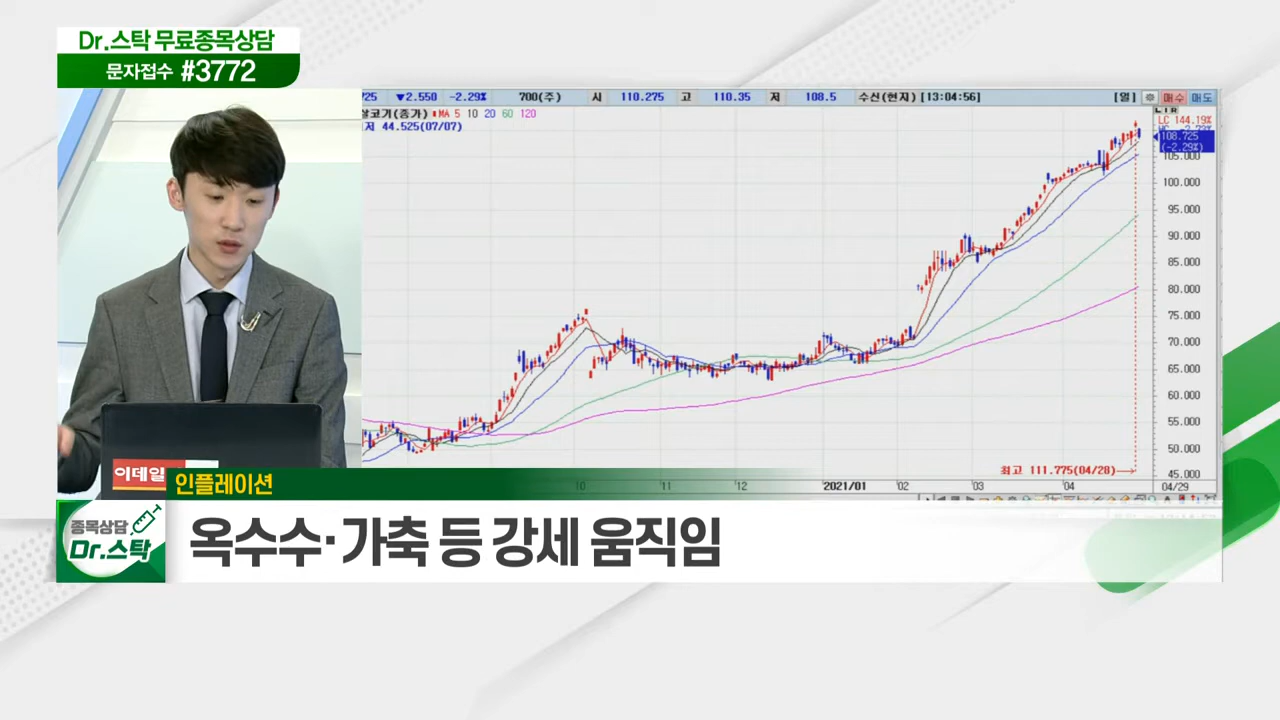 Dr.스탁 무료종목상담
문자접수 #3772
/25 ▼2.550 -2.29% 700(주) 시 110.275 고 110.35 저 108.5 수신(현지) [13:04:56] [일] 매수 매도
살코기(종가) MA 5 10 20 60 120
저 44.525(07/07)
LC 144.19%
108.725
(-2.29%)
105.000
100.000
95.000
90.000
85.000
80.000
75.000
70.000
65.000
60.000
55.000
50.000
45.000
최고 111.775(04/28)→
10 11 12 2021/01 02 03 04 04/29
이데일
인플레이션
종목상담
Dr.스탁
옥수수·가축 등 강세 움직임